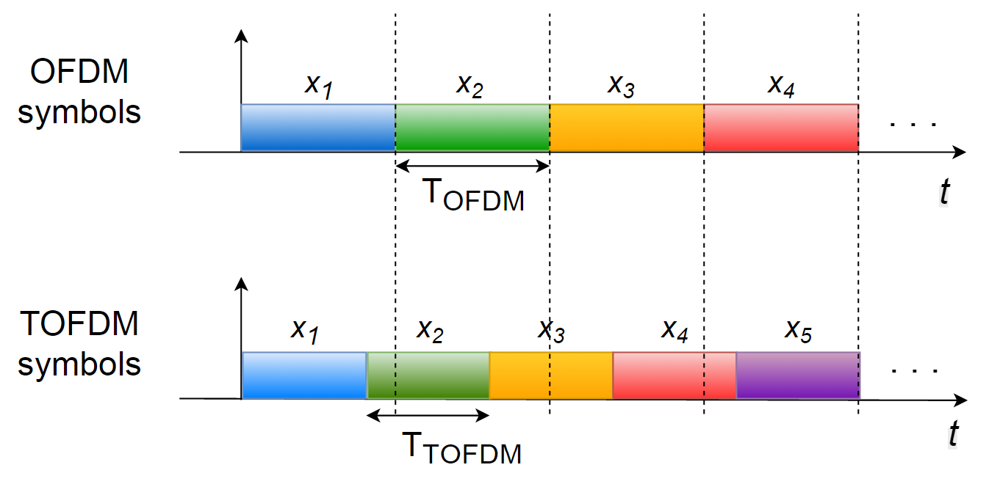 OFDM
symbols
x1 x2 x3 x4
. . .
TOFDM
t
TOFDM
symbols
x1 x2 x3 x4 x5
. . .
TTOFDM
t